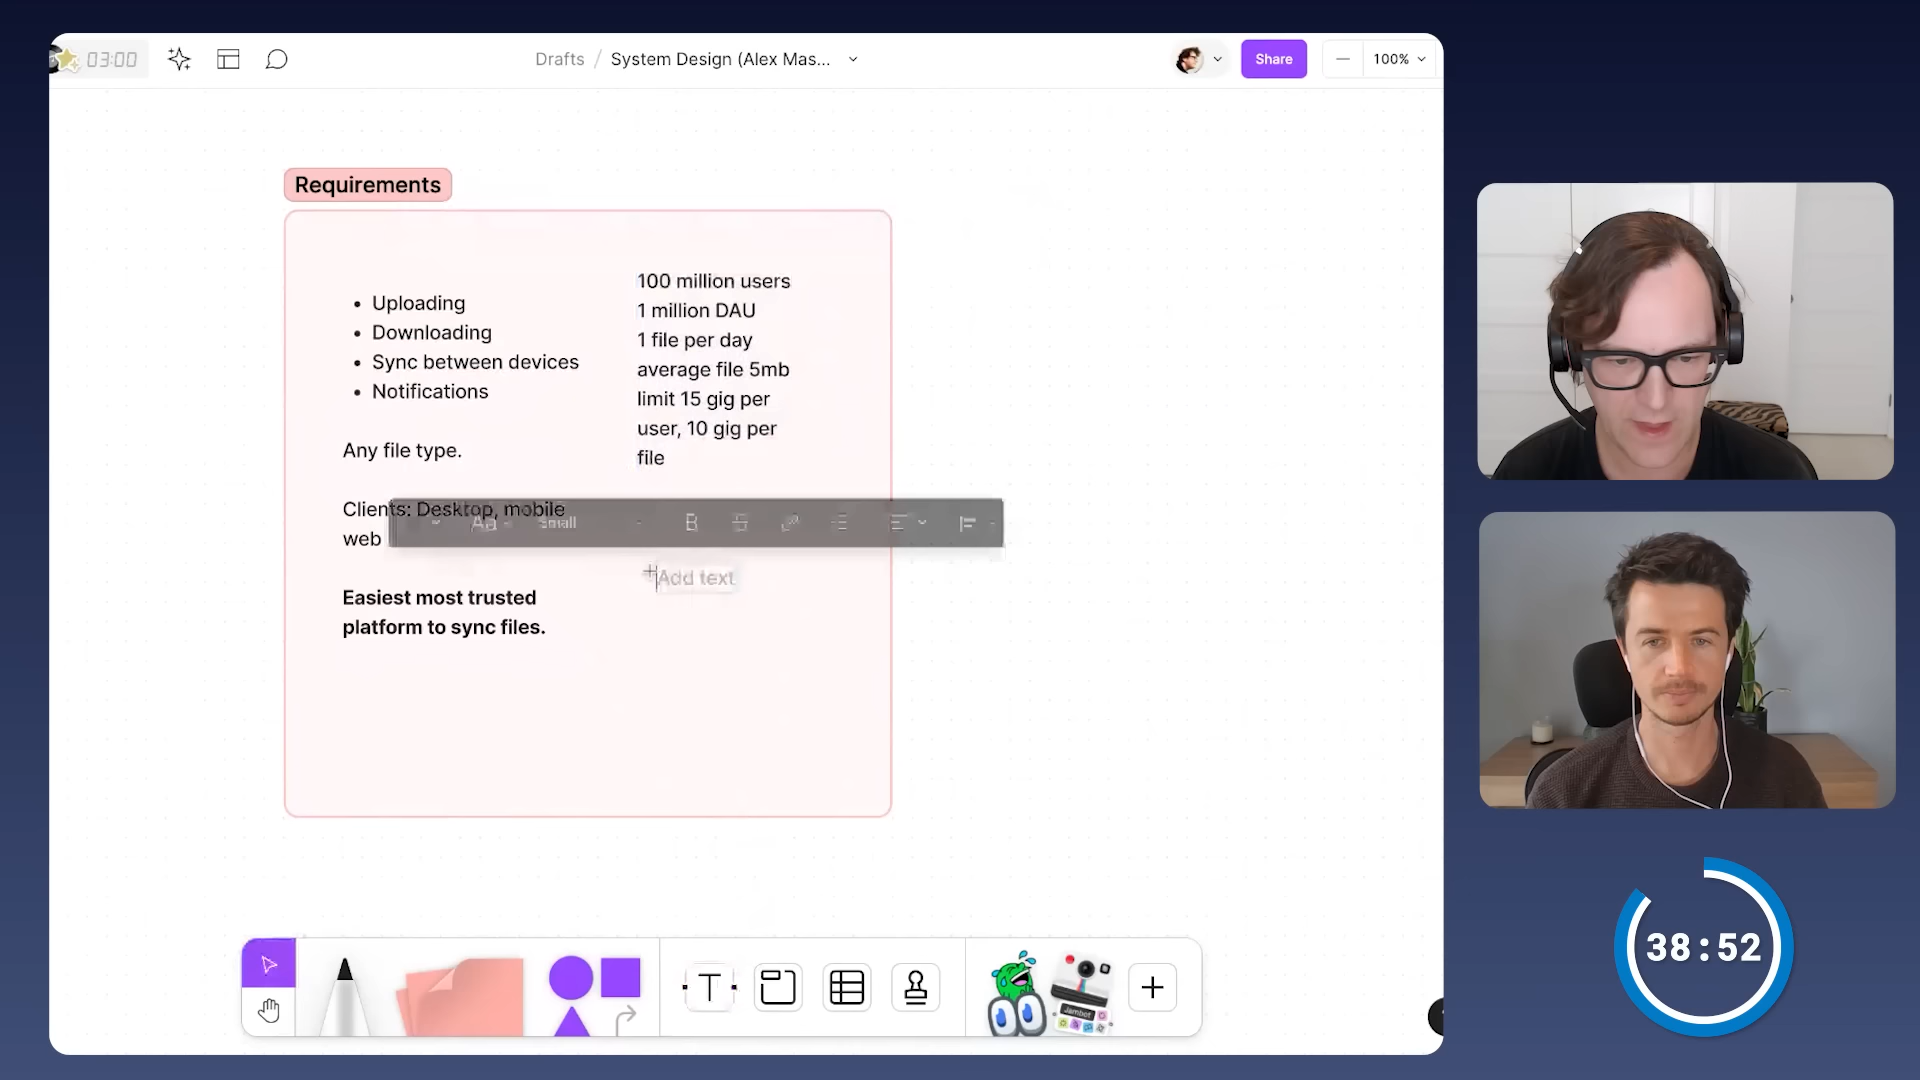 03:00
Drafts / System Design (Alex Mas...
Share
100%
Requirements
• Uploading
• Downloading
• Sync between devices
• Notifications
Any file type.
Clients: Desktop, mobile
web
Easiest most trusted
platform to sync files.
100 million users
1 million DAU
1 file per day
average file 5mb
limit 15 gig per
user, 10 gig per
file
Aa
Small
B
S
Add text
T
Jambot
38:52